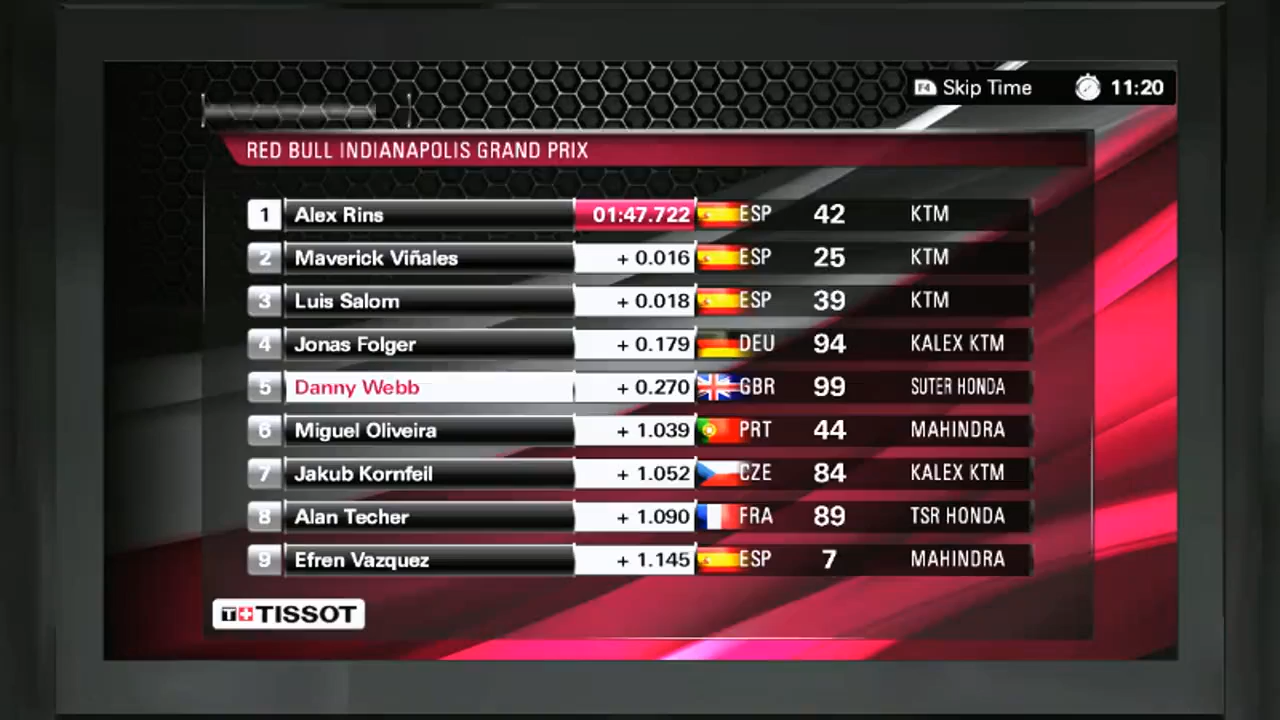 F4 Skip Time 11:20
RED BULL INDIANAPOLIS GRAND PRIX
1 Alex Rins 01:47.722 ESP 42 KTM
2 Maverick Viñales + 0.016 ESP 25 KTM
3 Luis Salom + 0.018 ESP 39 KTM
4 Jonas Folger + 0.179 DEU 94 KALEX KTM
5 Danny Webb + 0.270 GBR 99 SUTER HONDA
6 Miguel Oliveira + 1.039 PRT 44 MAHINDRA
7 Jakub Kornfeil + 1.052 CZE 84 KALEX KTM
8 Alan Techer + 1.090 FRA 89 TSR HONDA
9 Efren Vazquez + 1.145 ESP 7 MAHINDRA
T+ TISSOT